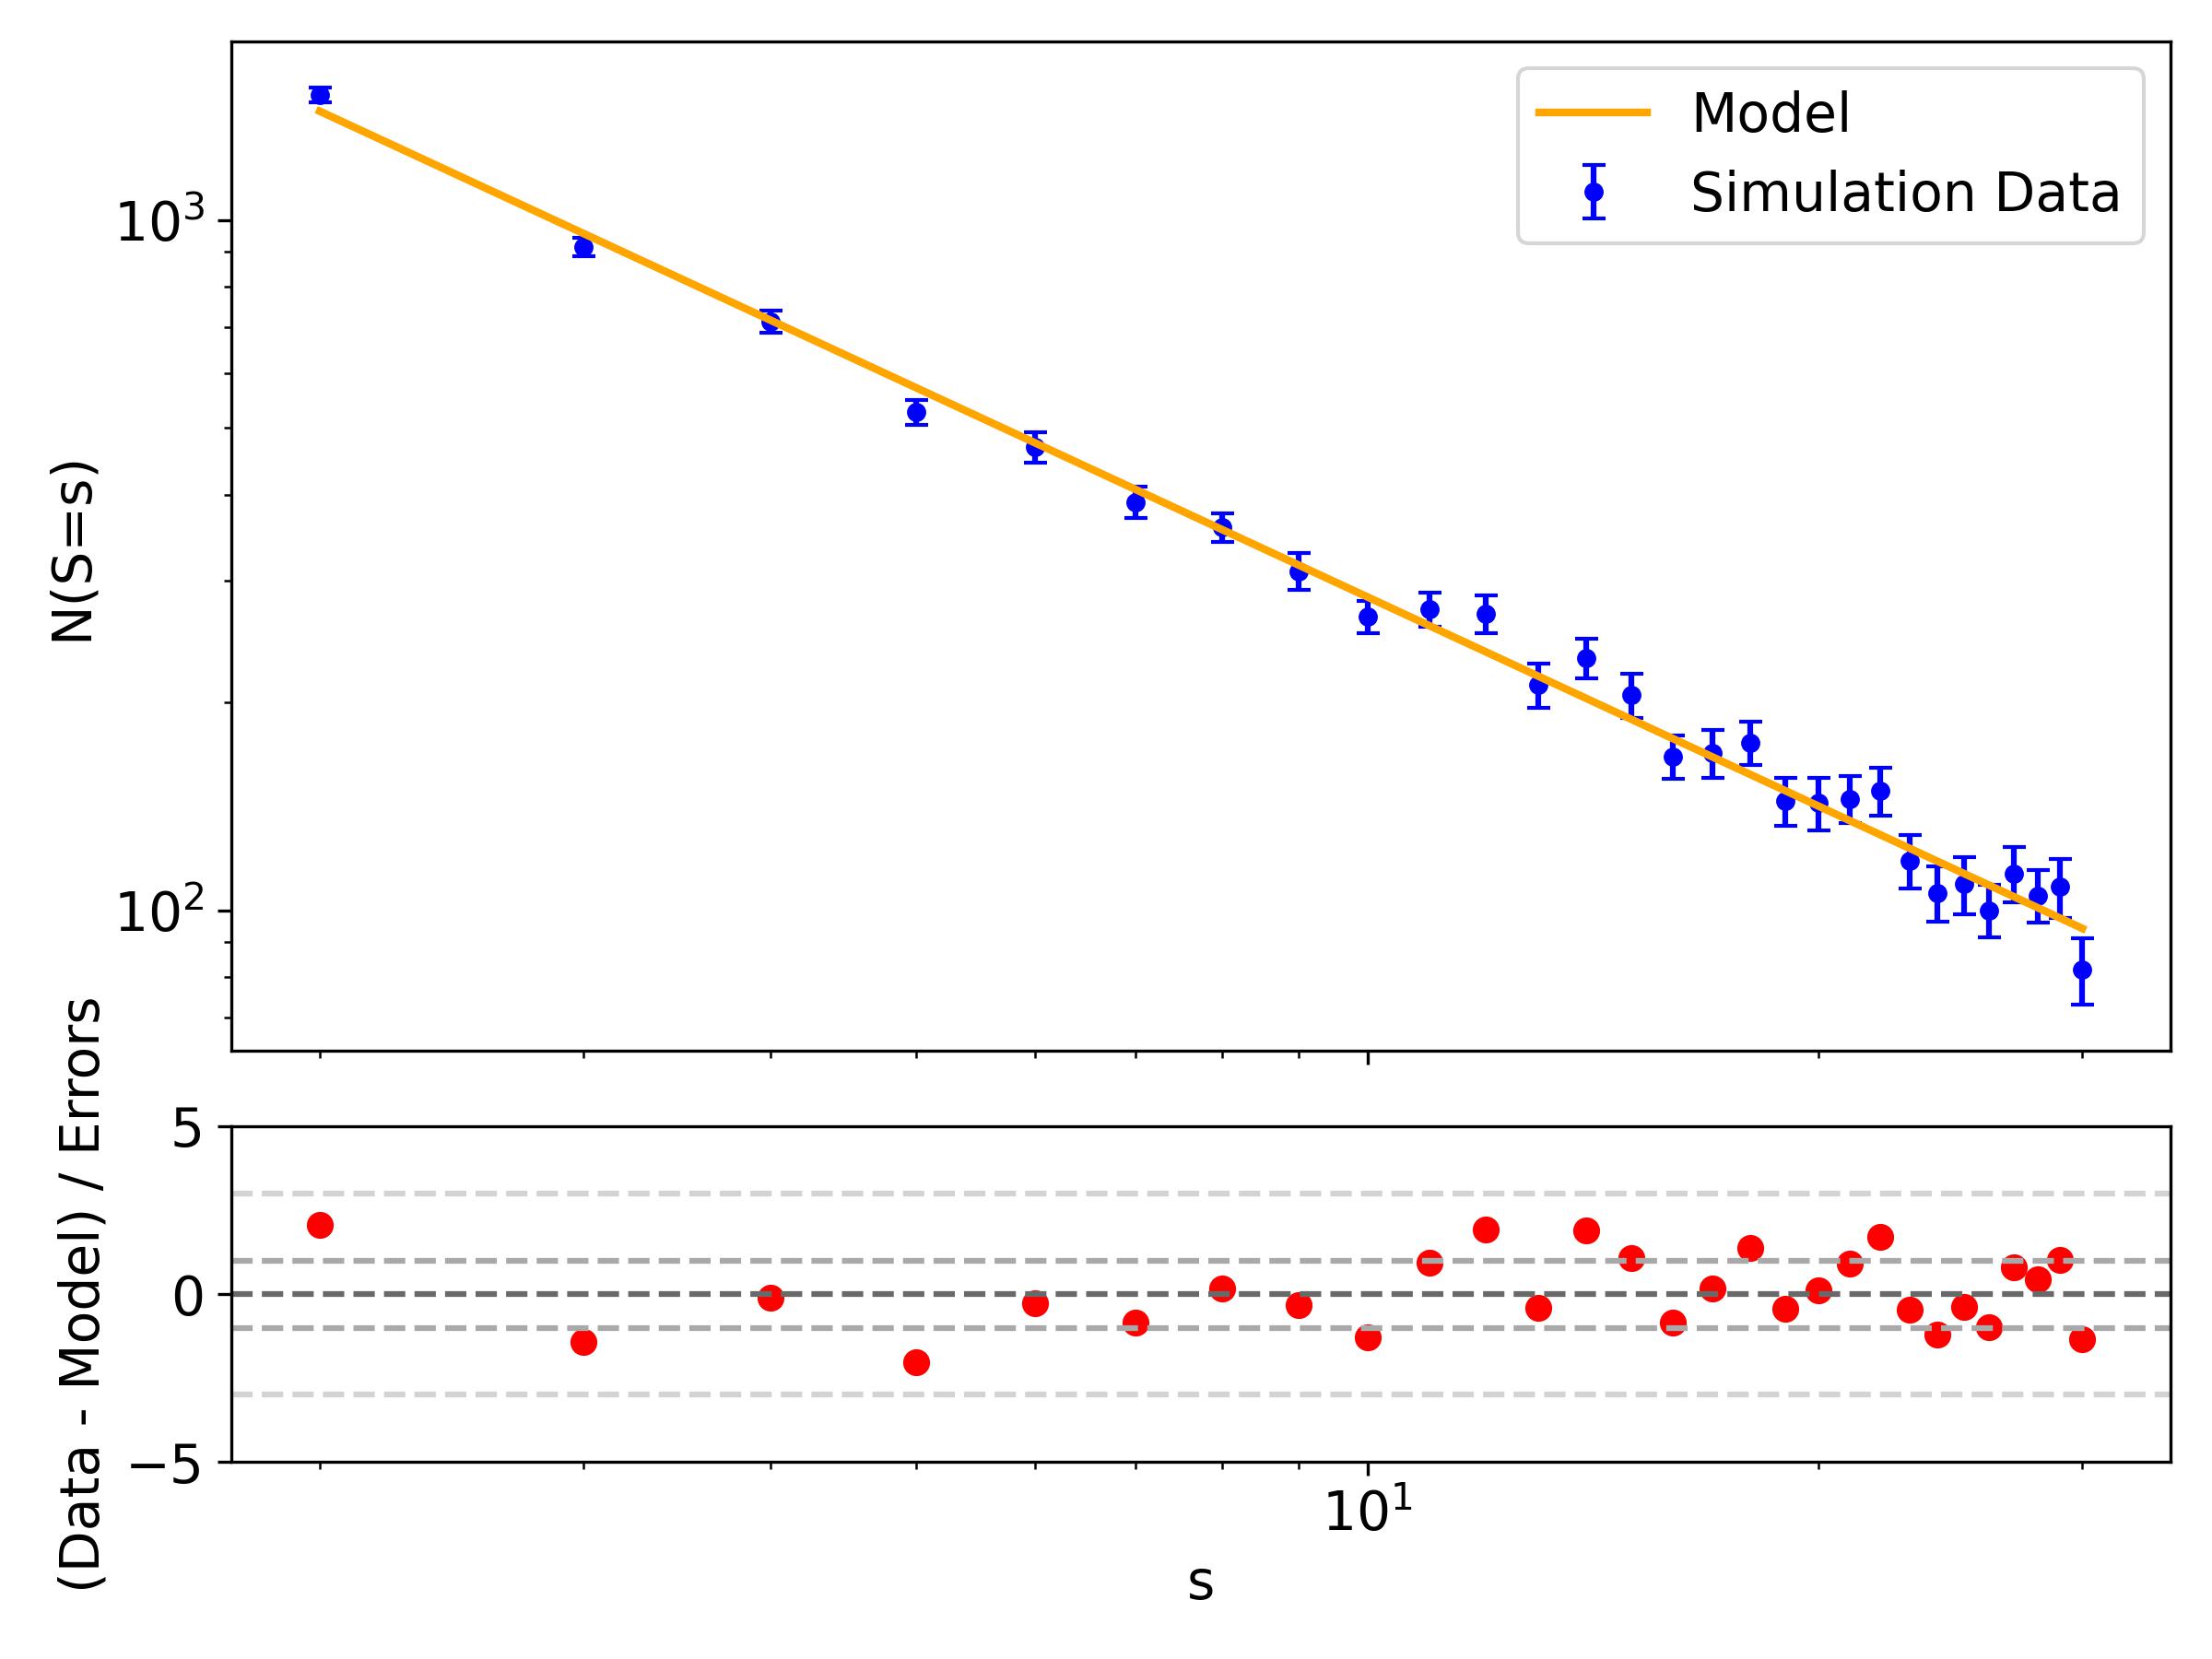 Model
Simulation Data
10³
10²
N(S=s)
5
0
−5
(Data - Model) / Errors
10¹
s